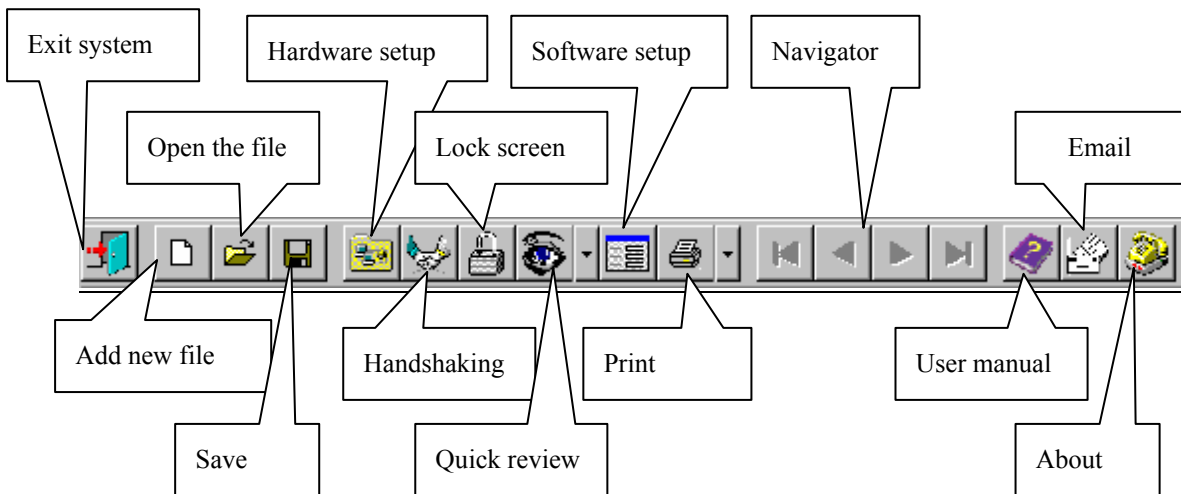 Exit system
Hardware setup
Software setup
Navigator
Open the file
Lock screen
Email
Add new file
Handshaking
Print
User manual
Save
Quick review
About